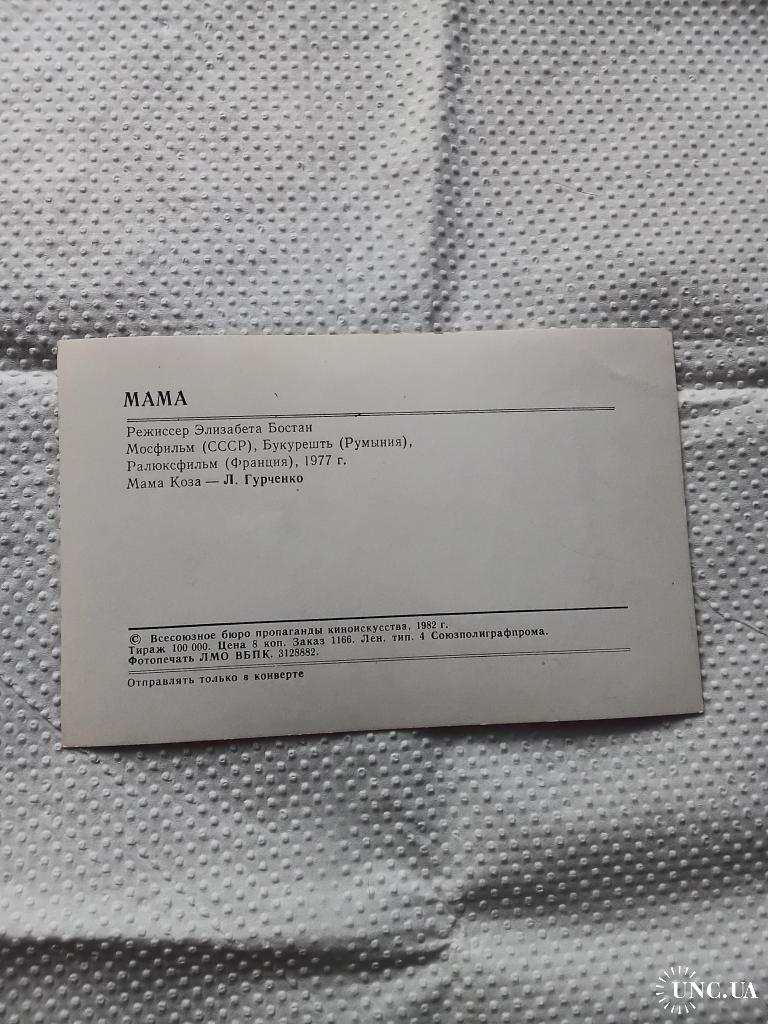 МАМА
Режиссер Элизабета Бостан
Мосфильм (СССР), Букурешть (Румыния),
Ралюксфильм (Франция), 1977 г.
Мама Коза — Л. Гурченко
© Всесоюзное бюро пропаганды киноискусства, 1982 г.
Тираж 100 000. Цена 8 коп. Заказ 1166. Лен. тип. 4 Союзполиграфпрома.
Фотопечать ЛМО ВБПК. 3128882.
Отправлять только в конверте
UNC.UA